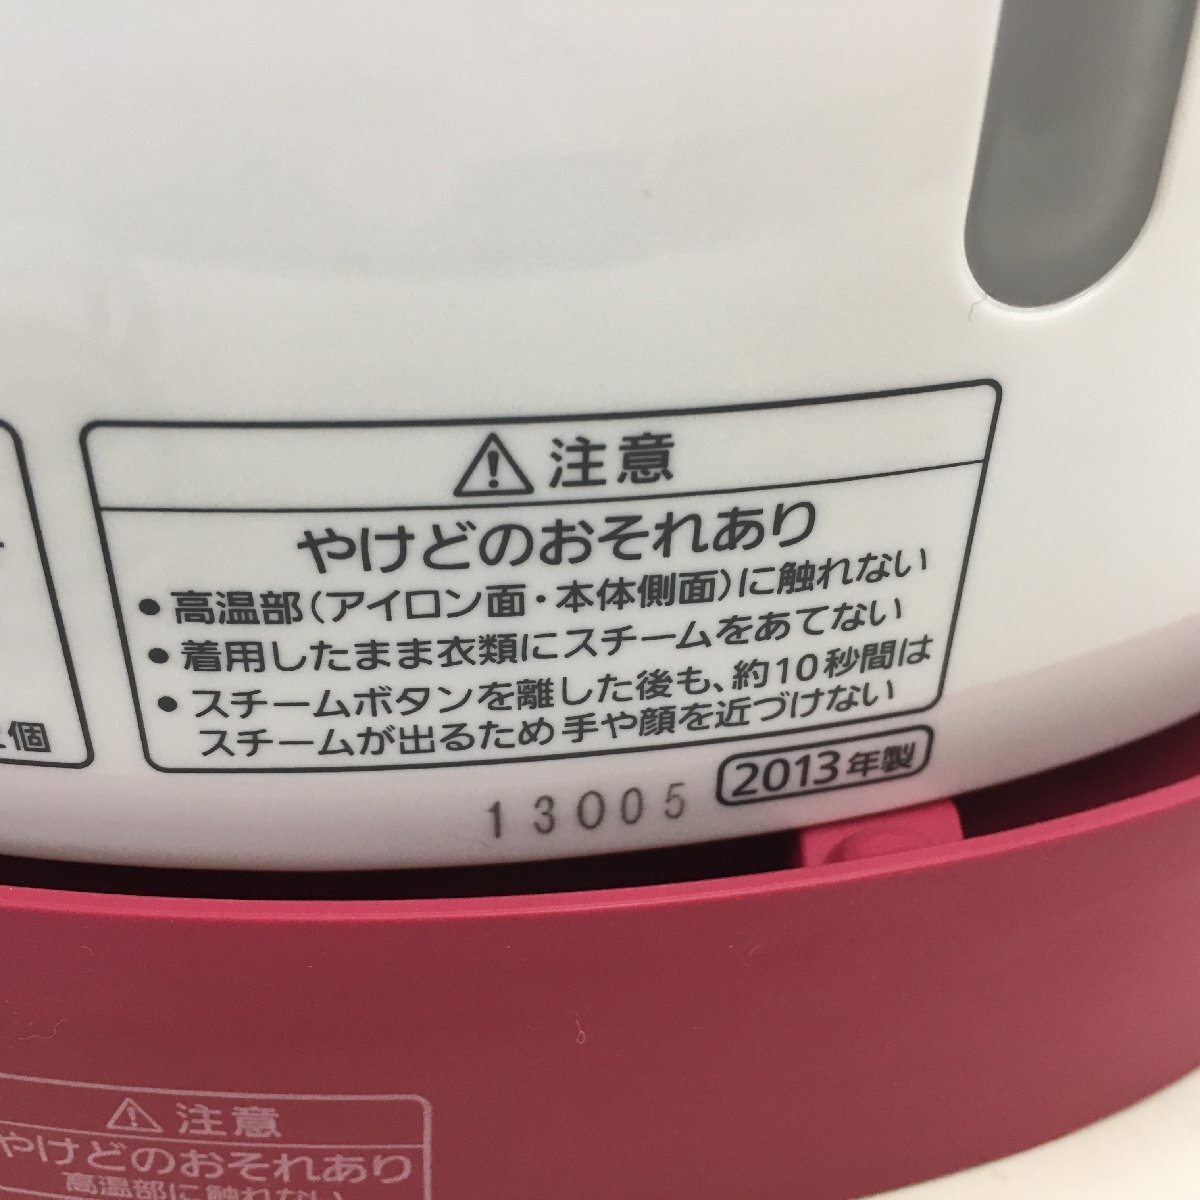 注意
やけどのおそれあり
• 高温部(アイロン面・本体側面)に触れない
• 着用したまま衣類にスチームをあてない
• スチームボタンを離した後も、約10秒間は
スチームが出るため手や顔を近づけない
個
13005
2013年製
注意
やけどのおそれあり
高温部に触れない